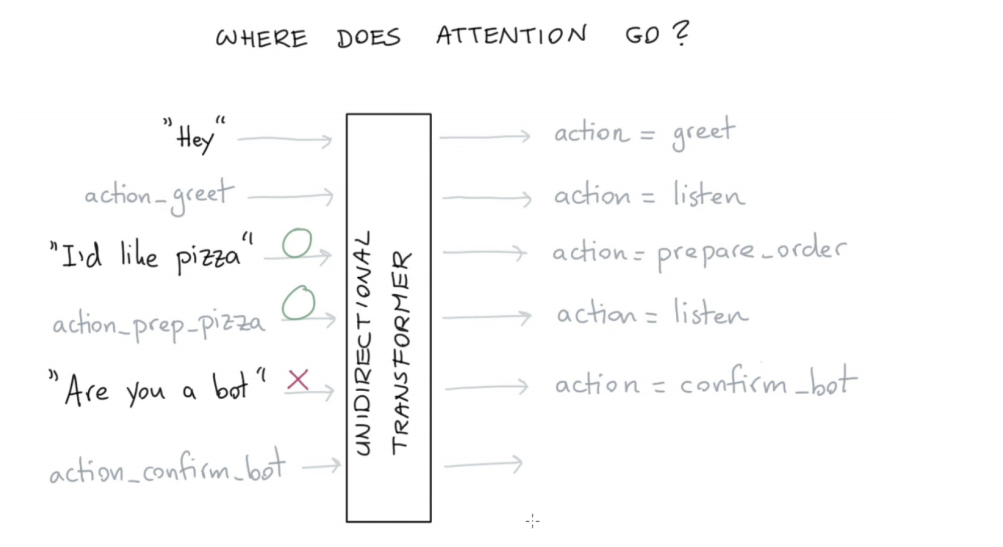 WHERE DOES ATTENTION GO?
"Hey"
action = greet
action_greet
action = listen
"I'd like pizza"
action = prepare_order
action_prep_pizza
action = listen
"Are you a bot"
action = confirm_bot
action_confirm_bot
UNIDIRECTIONAL
TRANSFORMER